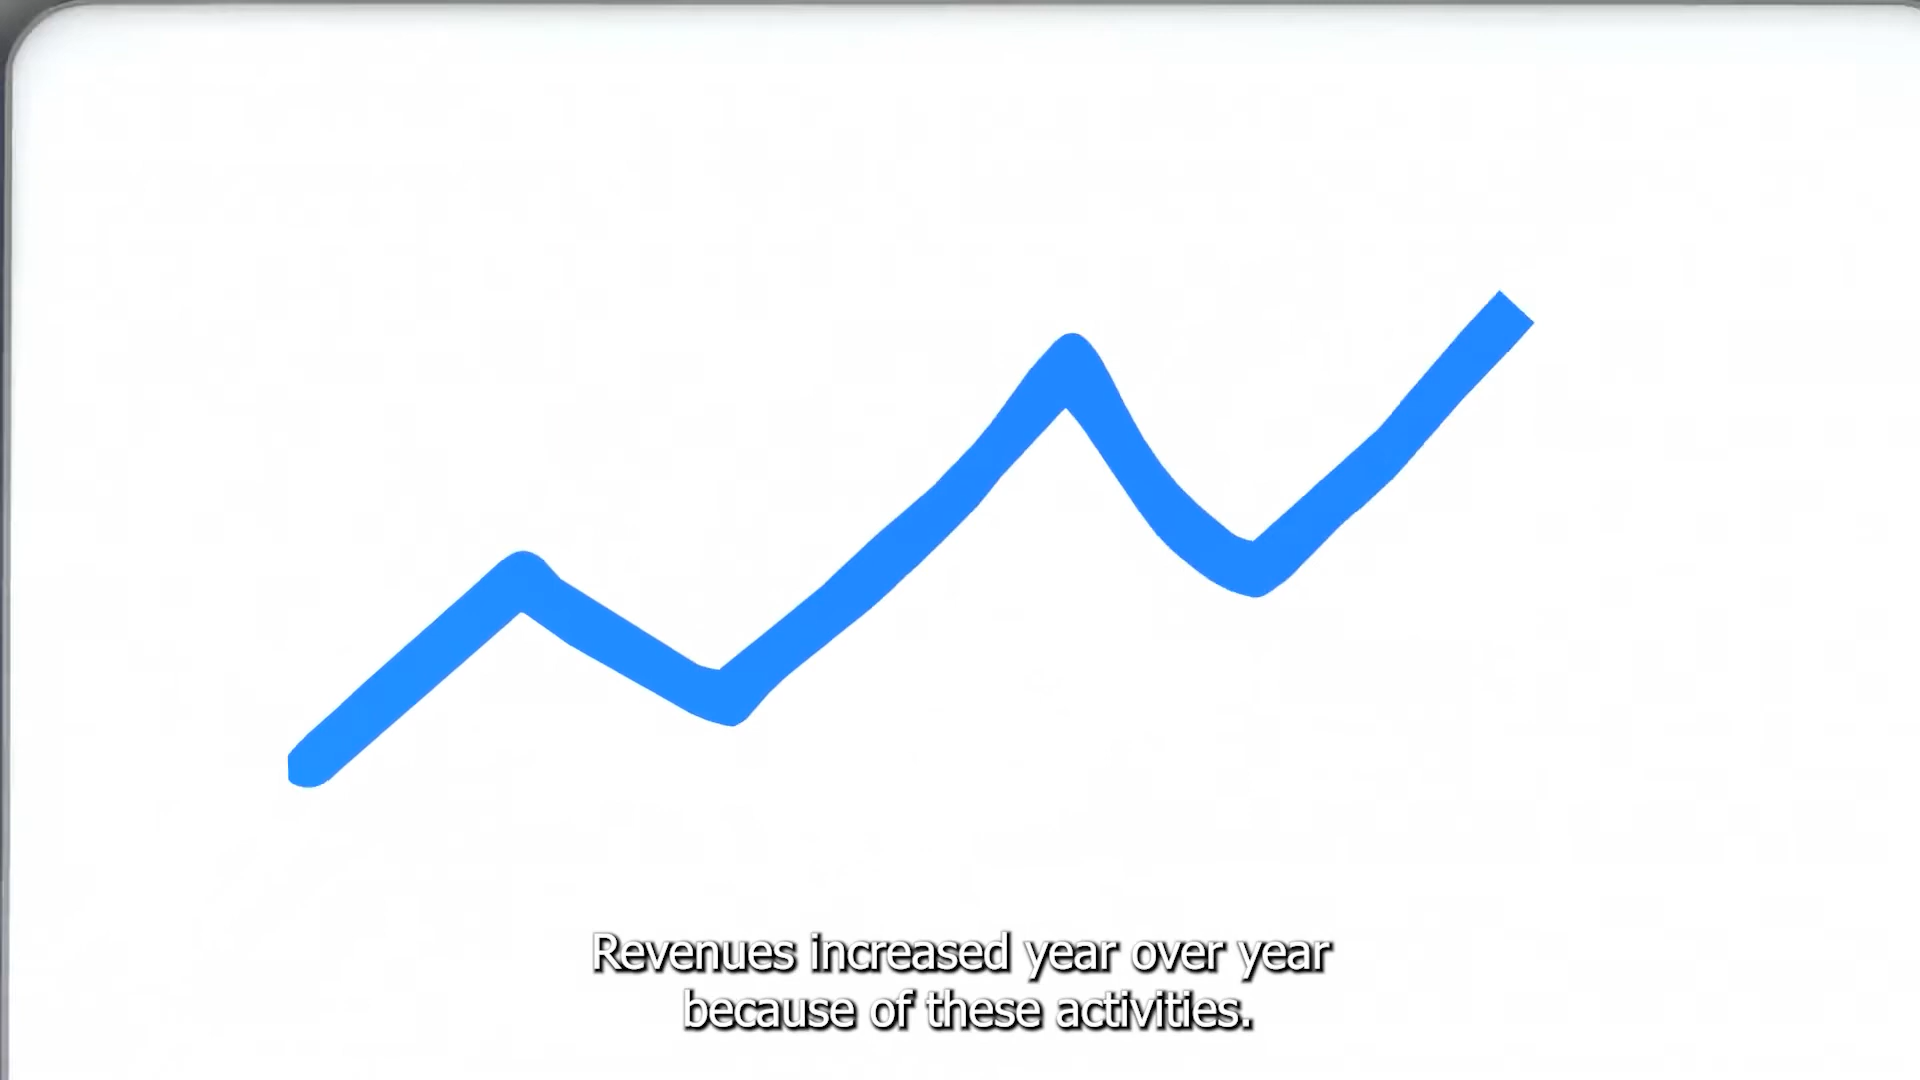 Revenues increased year over year
because of these activities.